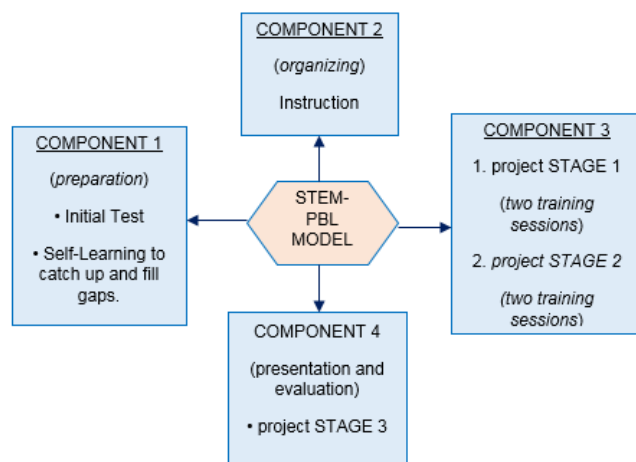 COMPONENT 2
(organizing)
Instruction
COMPONENT 1
(preparation)
• Initial Test
• Self-Learning to
catch up and fill
gaps.
STEM-
PBL
MODEL
COMPONENT 3
1. project STAGE 1
(two training
sessions)
2. project STAGE 2
(two training
sessions)
COMPONENT 4
(presentation and
evaluation)
• project STAGE 3